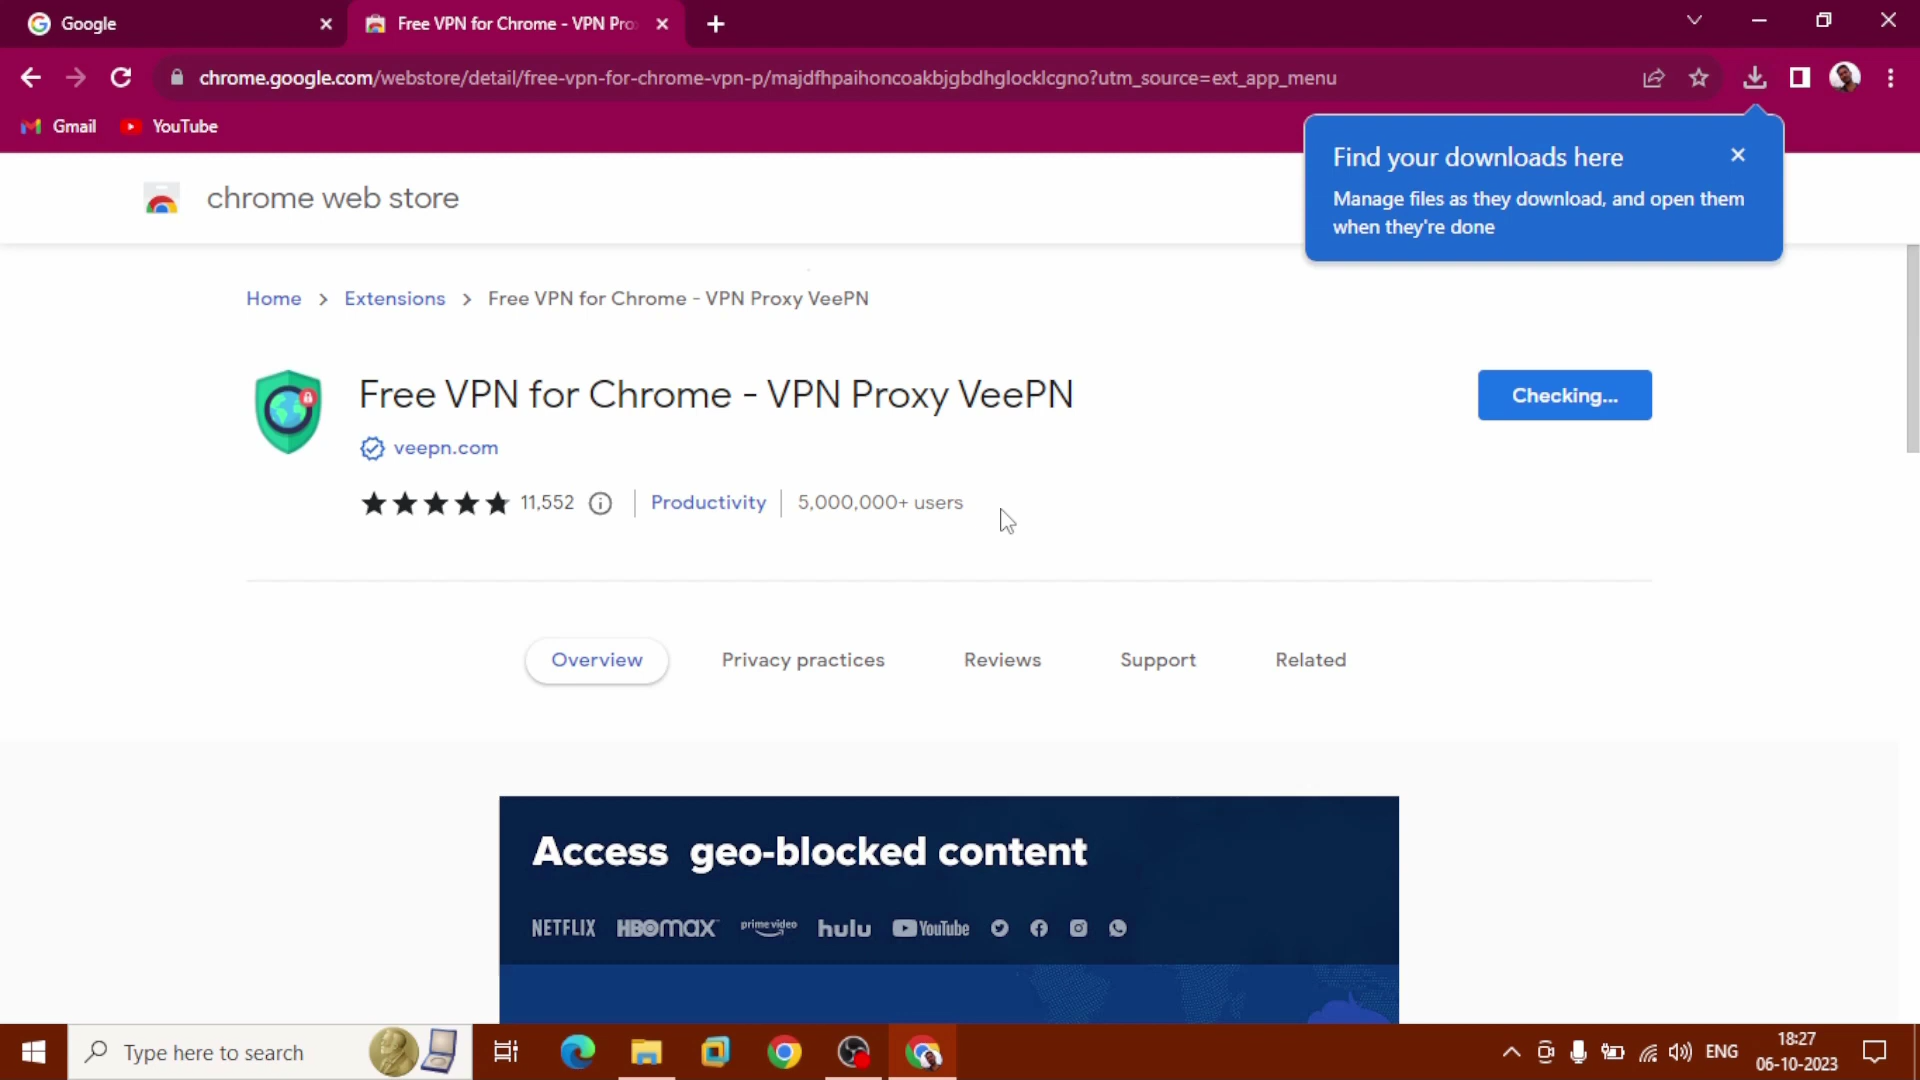 Google
Free VPN for Chrome - VPN Pro
chrome.google.com/webstore/detail/free-vpn-for-chrome-vpn-p/majdfhpaihoncoakbjgbdhglocklcgno?utm_source=ext_app_menu
Gmail
YouTube
Find your downloads here
Manage files as they download, and open them
when they're done
chrome web store
Home > Extensions > Free VPN for Chrome - VPN Proxy VeePN
Free VPN for Chrome - VPN Proxy VeePN
Checking...
veepn.com
11,552
Productivity
5,000,000+ users
Overview
Privacy practices
Reviews
Support
Related
Access geo-blocked content
NETFLIX HBOMAX prime video hulu YouTube
Type here to search
ENG
18:27
06-10-2023